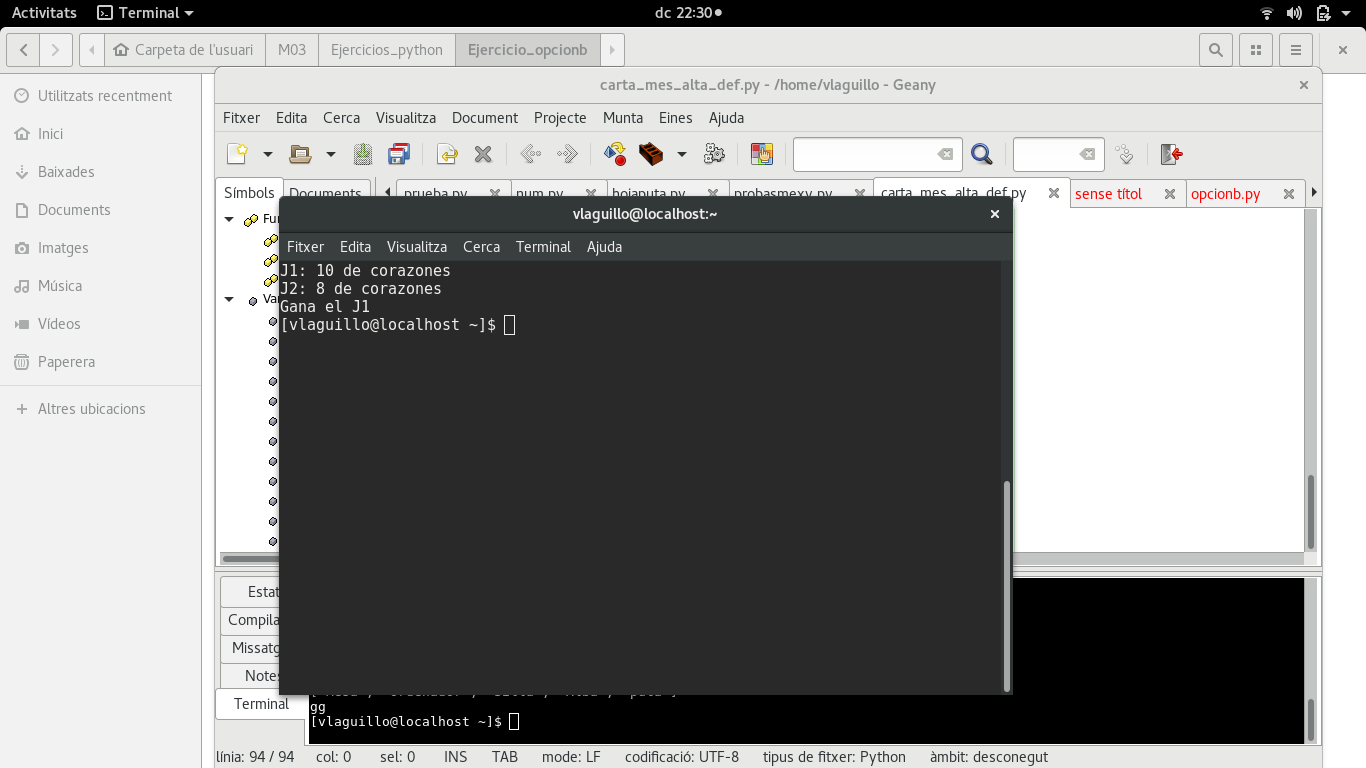 Activitats Terminal dc 22:30
Carpeta de l'usuari M03 Ejercicios_python Ejercicio_opcionb
carta_mes_alta_def.py - /home/vlaguillo - Geany
Fitxer Edita Cerca Visualitza Document Projecte Munta Eines Ajuda
Símbols Documents prueba.py num.py hojaputa.py probasmexy.py carta_mes_alta_def.py sense títol opcionb.py
Utilitzats recentment
Inici
Baixades
Documents
Imatges
Música
Vídeos
Paperera
Altres ubicacions
vlaguillo@localhost:~
Fitxer Edita Visualitza Cerca Terminal Ajuda
J1: 10 de corazones
J2: 8 de corazones
Gana el J1
[vlaguillo@localhost ~]$
Estat
Compila
Missatg
Notes
Terminal
gg
[vlaguillo@localhost ~]$
línia: 94 / 94 col: 0 sel: 0 INS TAB mode: LF codificació: UTF-8 tipus de fitxer: Python àmbit: desconegut